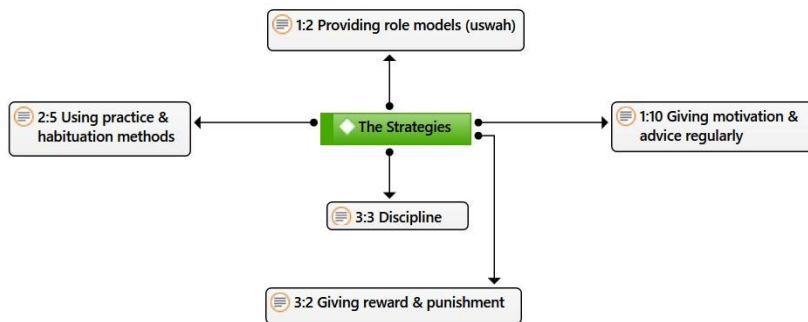 1:2 Providing role models (uswah)
2:5 Using practice &
habituation methods
The Strategies
1:10 Giving motivation &
advice regularly
3:3 Discipline
3:2 Giving reward & punishment